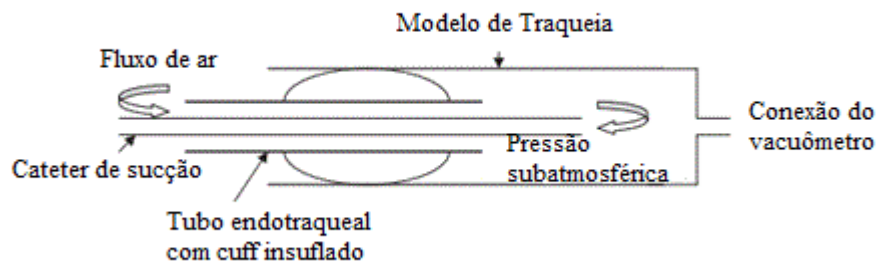 Modelo de Traqueia
Fluxo de ar
Conexão do
vacuômetro
Pressão
subatmosférica
Cateter de sucção
Tubo endotraqueal
com cuff insuflado